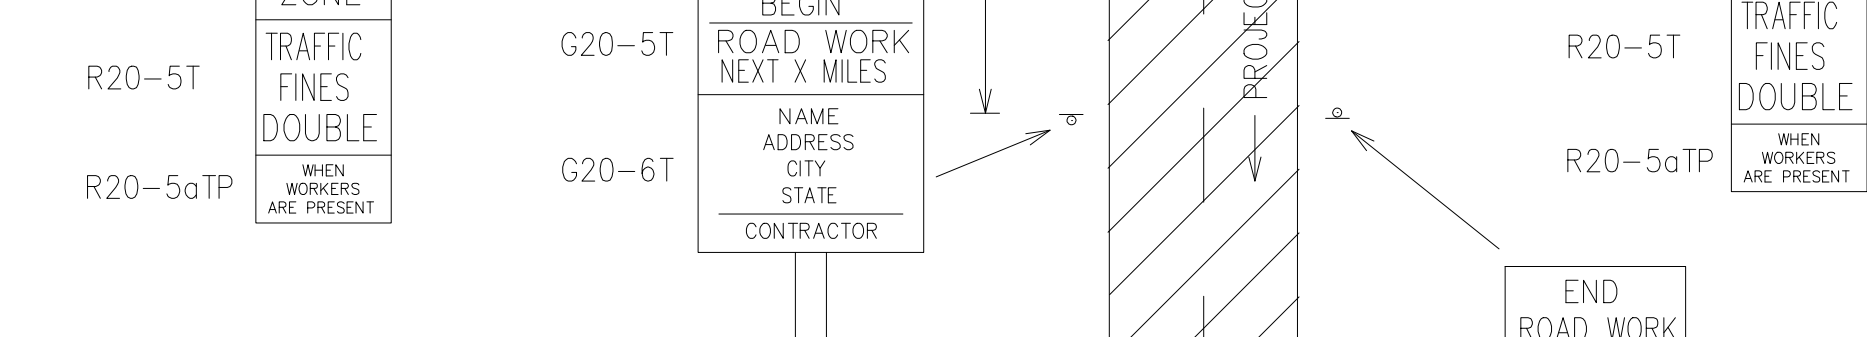 ZONE
TRAFFIC
FINES
DOUBLE
R20-5T
WHEN
WORKERS
ARE PRESENT
R20-5aTP
BEGIN
ROAD WORK
NEXT X MILES
G20-5T
NAME
ADDRESS
CITY
STATE
CONTRACTOR
G20-6T
TRAFFIC
FINES
DOUBLE
R20-5T
WHEN
WORKERS
ARE PRESENT
R20-5aTP
END
ROAD WORK